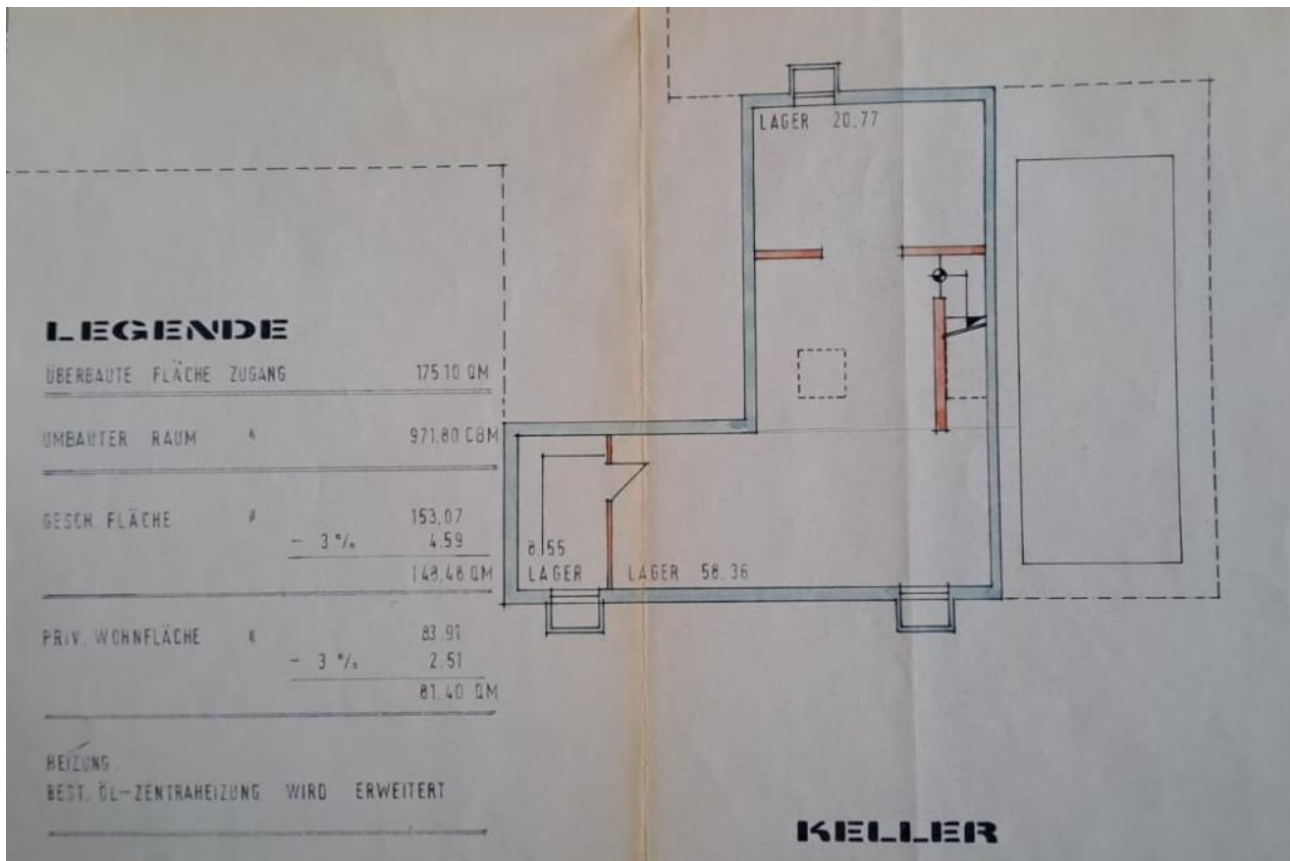 LAGER 20,77
LEGENDE
ÜBERBAUTE FLÄCHE ZUGANG 175.10 QM
UMBAUTER RAUM " 971,80 CBM
GESCH. FLÄCHE " 153,07
- 3 % 4.59
148,48 QM
8.55
LAGER
LAGER 58.36
PRIV. WOHNFLÄCHE " 83.91
- 3 % 2.51
81.40 QM
HEIZUNG
BEST. ÖL-ZENTRAHEIZUNG WIRD ERWEITERT
KELLER